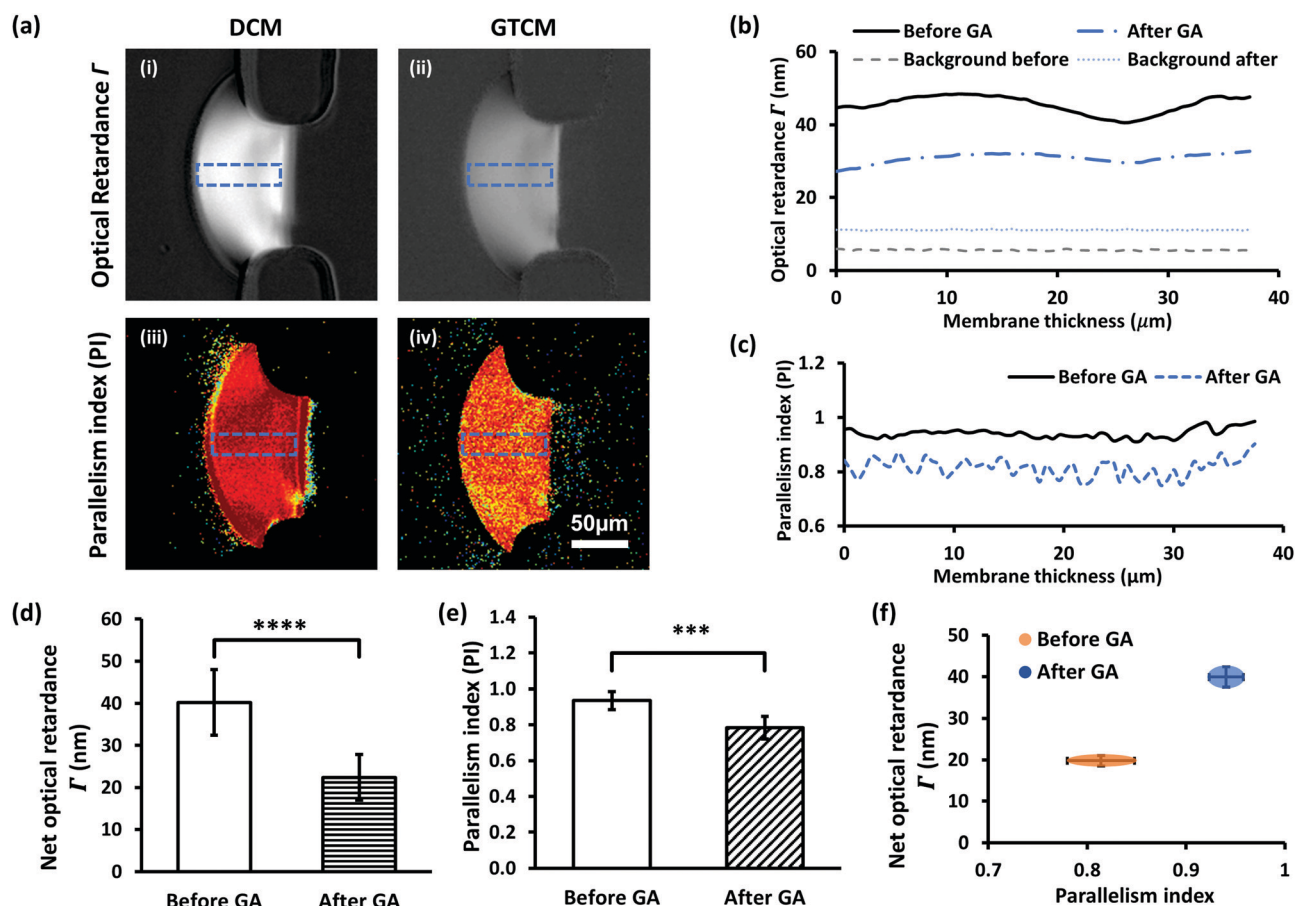 (a)
DCM
GTCM
Optical Retardance Γ
(i)
(ii)
Parallelism index (PI)
(iii)
(iv)
50μm
(b)
Before GA
After GA
Background before
Background after
Optical retardance Γ (nm)
60
40
20
0
0
10
20
30
40
Membrane thickness (μm)
(c)
Before GA
After GA
Parallelism index (PI)
1.2
1
0.8
0.6
0
10
20
30
40
Membrane thickness (μm)
(d)
Net optical retardance
Γ (nm)
60
50
40
30
20
10
0
****
Before GA
After GA
(e)
Parallelism index (PI)
1.4
1.2
1.0
0.8
0.6
0.4
0.2
0.0
***
Before GA
After GA
(f)
Before GA
After GA
Net optical retardance
Γ (nm)
50
40
30
20
10
0
0.7
0.8
0.9
1
Parallelism index